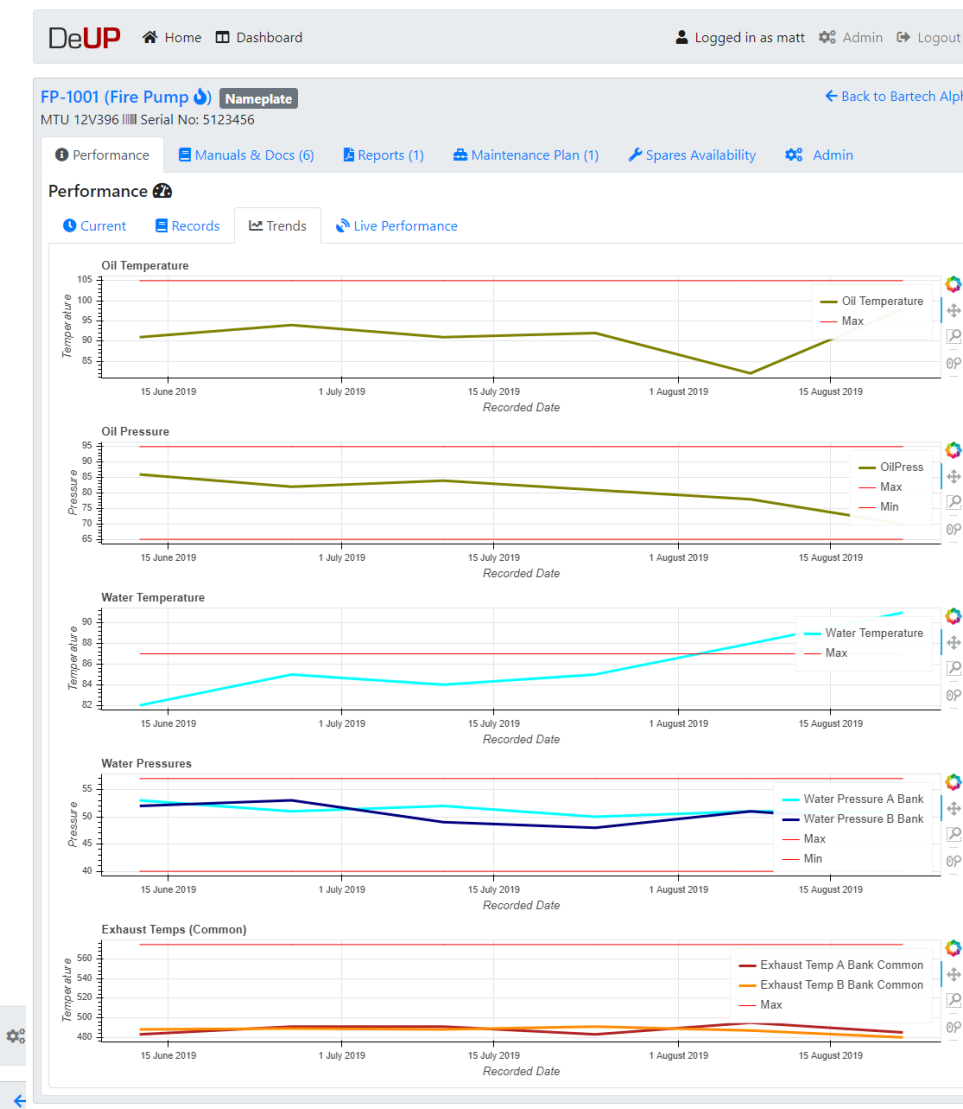 DeUP Home Dashboard Logged in as matt Admin Logout
FP-1001 (Fire Pump) Nameplate Back to Bartech Alph
MTU 12V396 Serial No: 5123456
Performance Manuals & Docs (6) Reports (1) Maintenance Plan (1) Spares Availability Admin
Performance
Current Records Trends Live Performance
Oil Temperature
105
100
95
90
85
Temperature
Oil Temperature
Max
15 June 2019 1 July 2019 15 July 2019 1 August 2019 15 August 2019
Recorded Date
Oil Pressure
95
90
85
80
75
70
65
Pressure
OilPress
Max
Min
15 June 2019 1 July 2019 15 July 2019 1 August 2019 15 August 2019
Recorded Date
Water Temperature
90
88
86
84
82
Temperature
Water Temperature
Max
15 June 2019 1 July 2019 15 July 2019 1 August 2019 15 August 2019
Recorded Date
Water Pressures
55
50
45
40
Pressure
Water Pressure A Bank
Water Pressure B Bank
Max
Min
15 June 2019 1 July 2019 15 July 2019 1 August 2019 15 August 2019
Recorded Date
Exhaust Temps (Common)
560
540
520
500
480
Temperature
Exhaust Temp A Bank Common
Exhaust Temp B Bank Common
Max
15 June 2019 1 July 2019 15 July 2019 1 August 2019 15 August 2019
Recorded Date